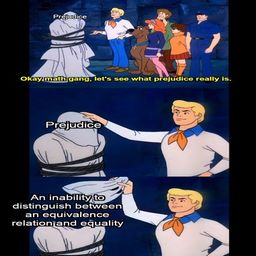 Prejudice
Okay math gang, let's see what prejudice really is.
Prejudice
An inability to
distinguish between
an equivalence
relation and equality